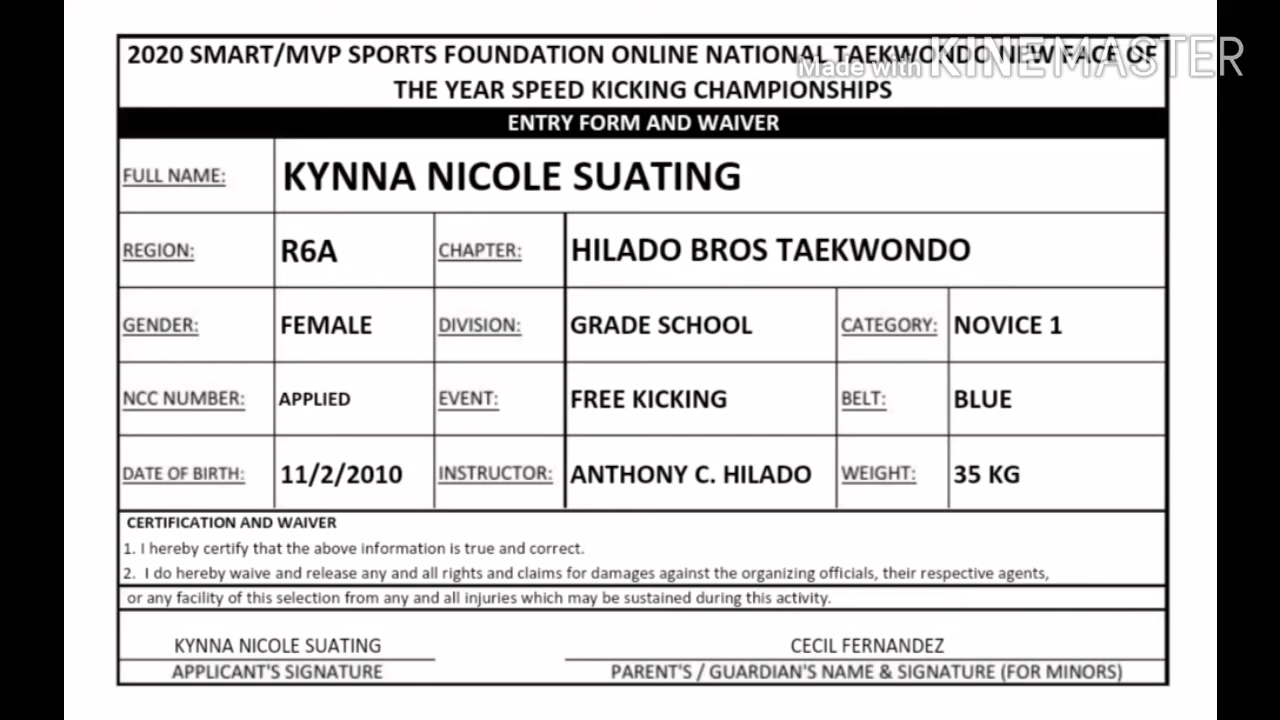 2020 SMART/MVP SPORTS FOUNDATION ONLINE NATIONAL TAEKWONDO NEW FACE OF
Made with KINEMASTER
THE YEAR SPEED KICKING CHAMPIONSHIPS
ENTRY FORM AND WAIVER
FULL NAME: KYNNA NICOLE SUATING
REGION: R6A CHAPTER: HILADO BROS TAEKWONDO
GENDER: FEMALE DIVISION: GRADE SCHOOL CATEGORY: NOVICE 1
NCC NUMBER: APPLIED EVENT: FREE KICKING BELT: BLUE
DATE OF BIRTH: 11/2/2010 INSTRUCTOR: ANTHONY C. HILADO WEIGHT: 35 KG
CERTIFICATION AND WAIVER
1. I hereby certify that the above information is true and correct.
2. I do hereby waive and release any and all rights and claims for damages against the organizing officials, their respective agents,
or any facility of this selection from any and all injuries which may be sustained during this activity.
KYNNA NICOLE SUATING CECIL FERNANDEZ
APPLICANT'S SIGNATURE PARENT'S / GUARDIAN'S NAME & SIGNATURE (FOR MINORS)